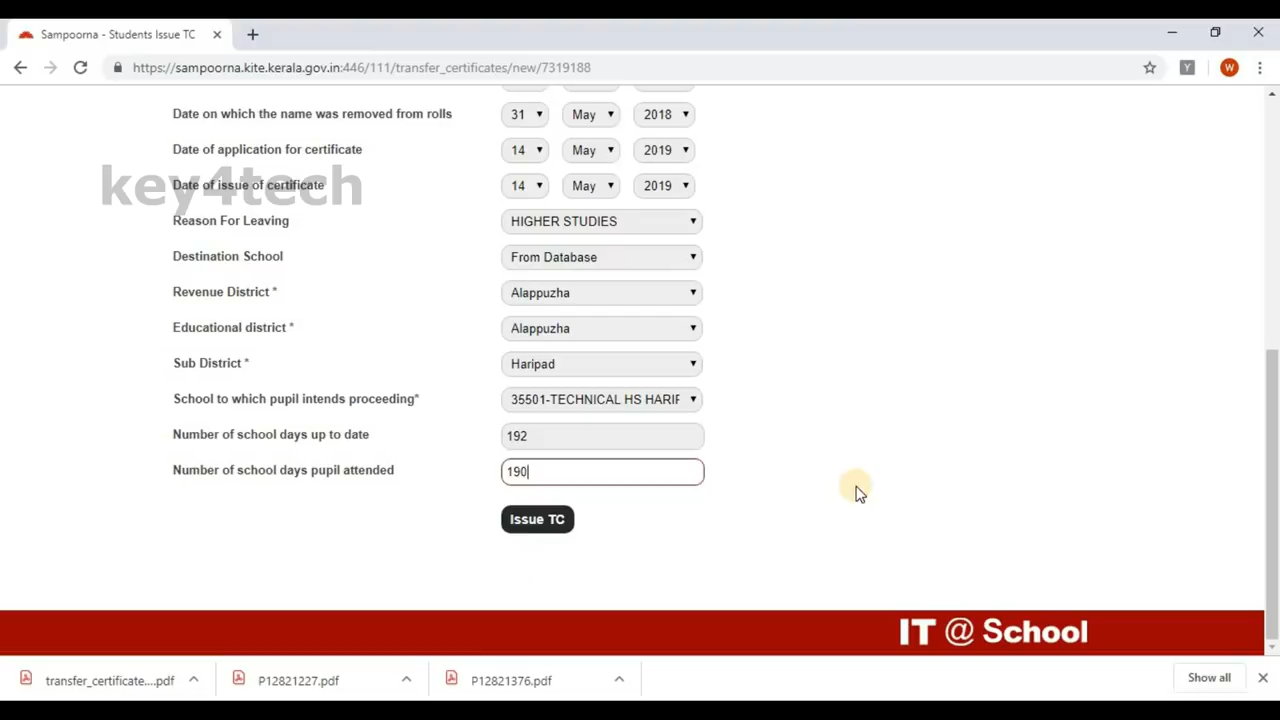 Sampoorna - Students Issue TC
https://sampoorna.kite.kerala.gov.in:446/111/transfer_certificates/new/7319188
Y
W
Date on which the name was removed from rolls 31 May 2018
Date of application for certificate 14 May 2019
key4tech
Date of issue of certificate 14 May 2019
Reason For Leaving HIGHER STUDIES
Destination School From Database
Revenue District * Alappuzha
Educational district * Alappuzha
Sub District * Haripad
School to which pupil intends proceeding* 35501-TECHNICAL HS HARIF
Number of school days up to date 192
Number of school days pupil attended 190
Issue TC
IT @ School
transfer_certificate....pdf P12821227.pdf P12821376.pdf Show all